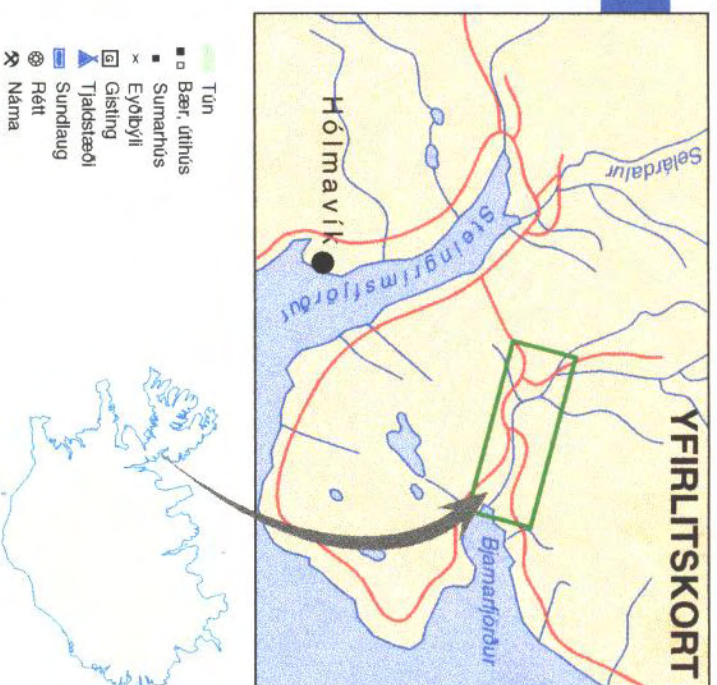 YFIRLITSKORT
Selárdalur
Steingrímsfjörður
Hólmavík
Bjarnarfjörður
Tún
Bær, útihús
Sumarhús
Eyðibýli
G Gisting
Tjaldstæði
Sundlaug
Rétt
Náma